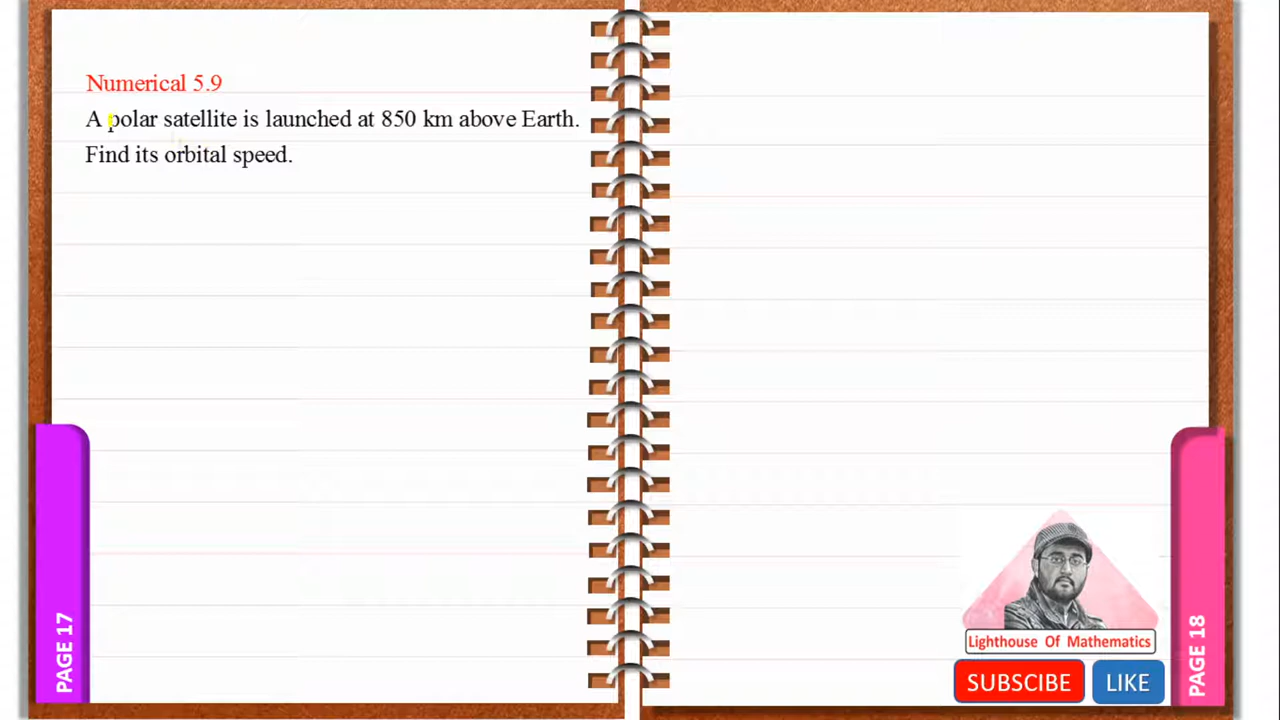 Numerical 5.9
A polar satellite is launched at 850 km above Earth.
Find its orbital speed.
PAGE 17
Lighthouse Of Mathematics
SUBSCRIBE
LIKE
PAGE 18